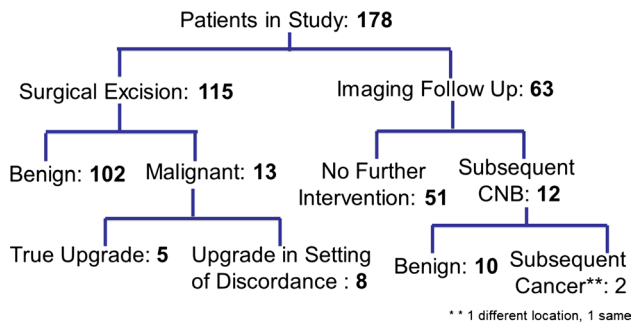 Patients in Study: 178
Surgical Excision: 115
Imaging Follow Up: 63
Benign: 102
Malignant: 13
No Further
Intervention: 51
Subsequent
CNB: 12
True Upgrade: 5
Upgrade in Setting
of Discordance : 8
Benign: 10
Subsequent
Cancer**: 2
* * 1 different location, 1 same